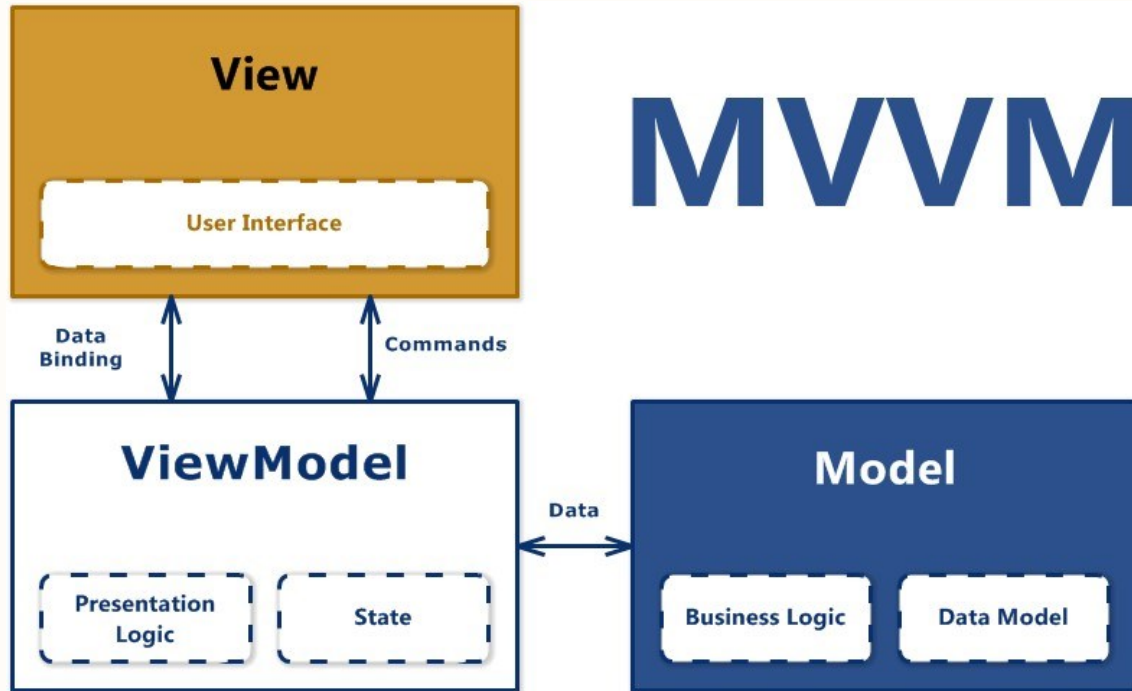 View
MVVM
User Interface
Data
Binding
Commands
ViewModel
Model
Data
Presentation
Logic
State
Business Logic
Data Model